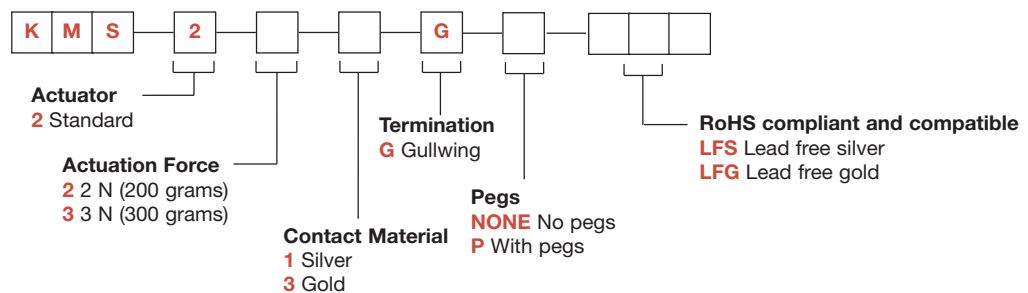 K M S 2 G
Actuator
2 Standard
Actuation Force
2 2 N (200 grams)
3 3 N (300 grams)
Contact Material
1 Silver
3 Gold
Termination
G Gullwing
Pegs
NONE No pegs
P With pegs
RoHS compliant and compatible
LFS Lead free silver
LFG Lead free gold